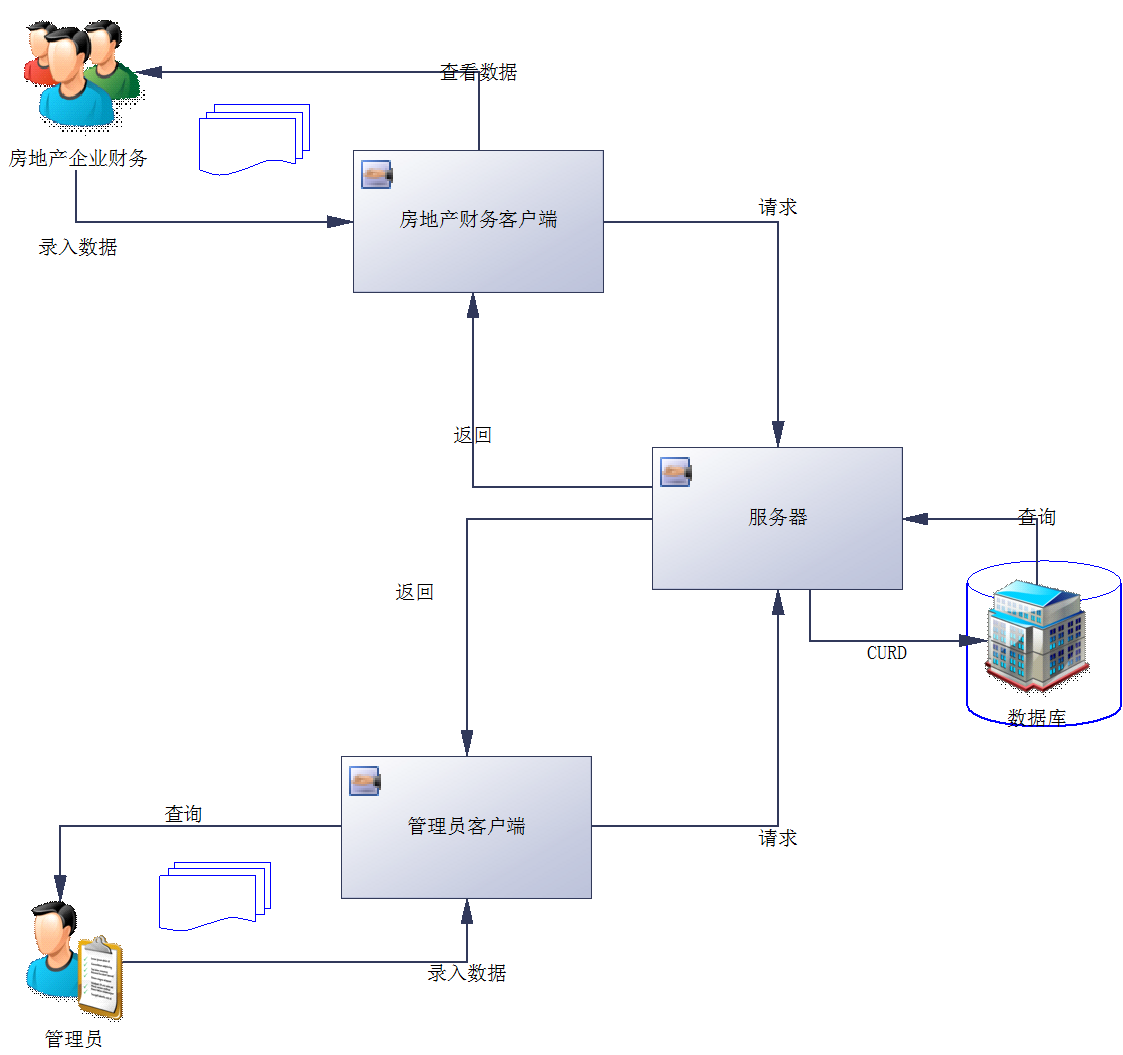 查看数据
房地产企业财务
请求
房地产财务客户端
录入数据
返回
服务器
查询
返回
CURD
数据库
查询
管理员客户端
请求
录入数据
管理员